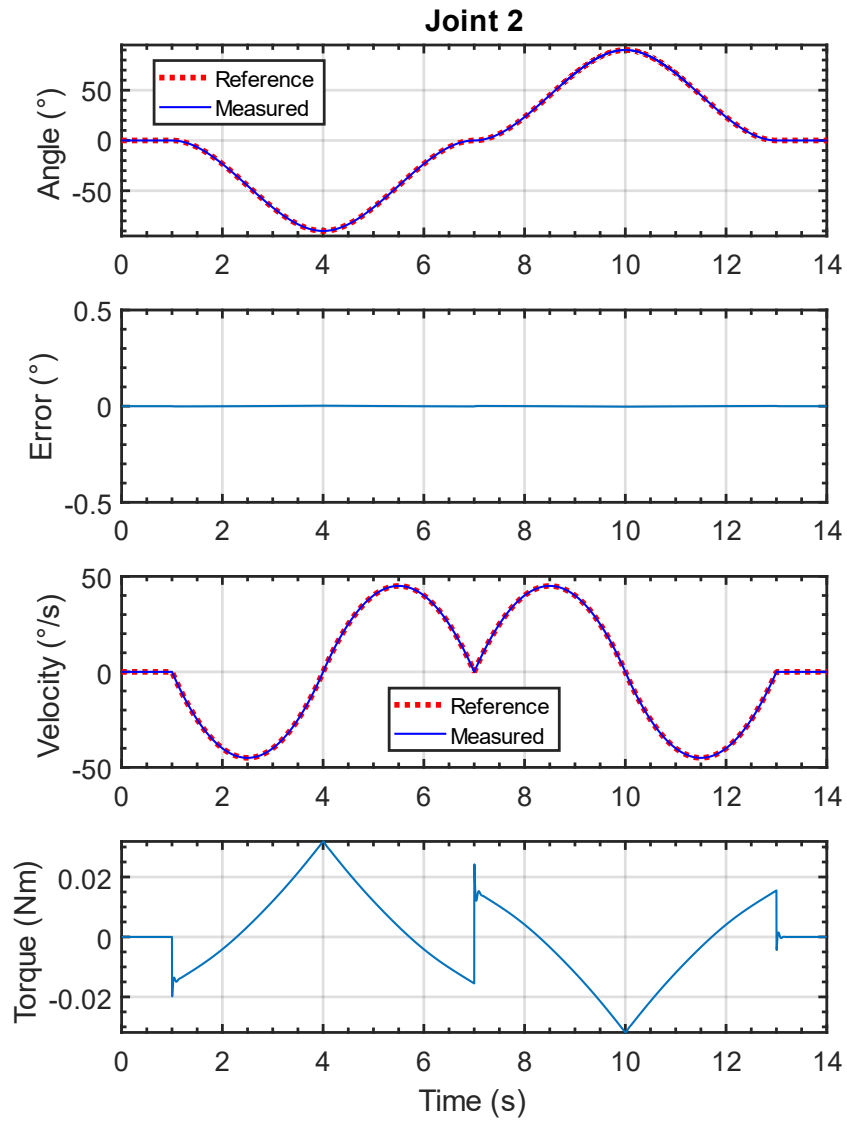 Joint 2
Angle (°)
50
0
-50
Reference
Measured
0 2 4 6 8 10 12 14
Error (°)
0.5
0
-0.5
0 2 4 6 8 10 12 14
Velocity (°/s)
50
0
-50
Reference
Measured
0 2 4 6 8 10 12 14
Torque (Nm)
0.02
0
-0.02
0 2 4 6 8 10 12 14
Time (s)